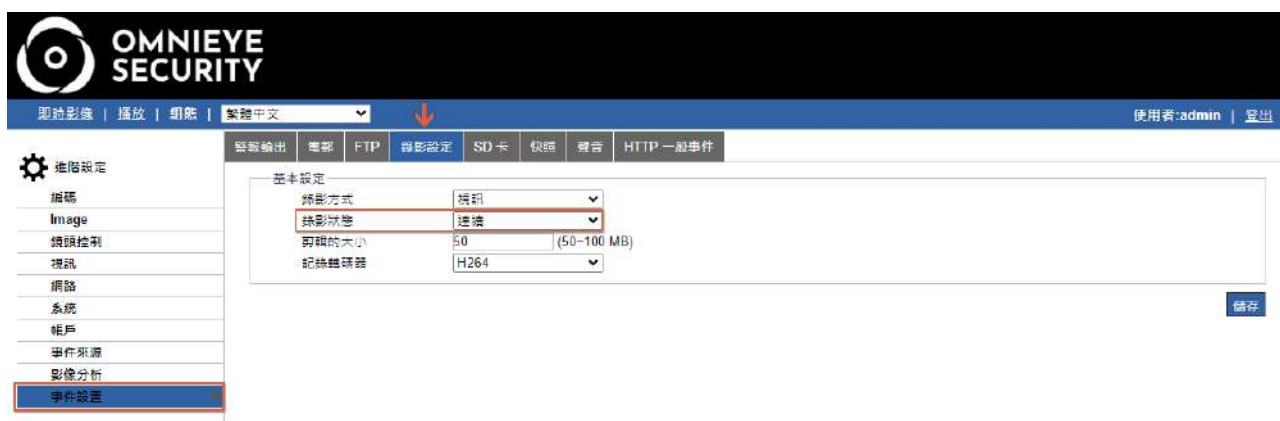 OMNIEYE
SECURITY
即時影像 | 播放 | 組態 | 繁體中文
使用者:admin | 登出
警報輸出 電郵 FTP 錄影設定 SD卡 快照 聲音 HTTP 一般事件
進階設定
編碼
Image
鏡頭控制
視訊
網路
系統
帳戶
事件來源
影像分析
事件設置
基本設定
錄影方式 視訊
錄影狀態 連續
剪輯的大小 50 (50~100 MB)
記錄體碼器 H264
儲存